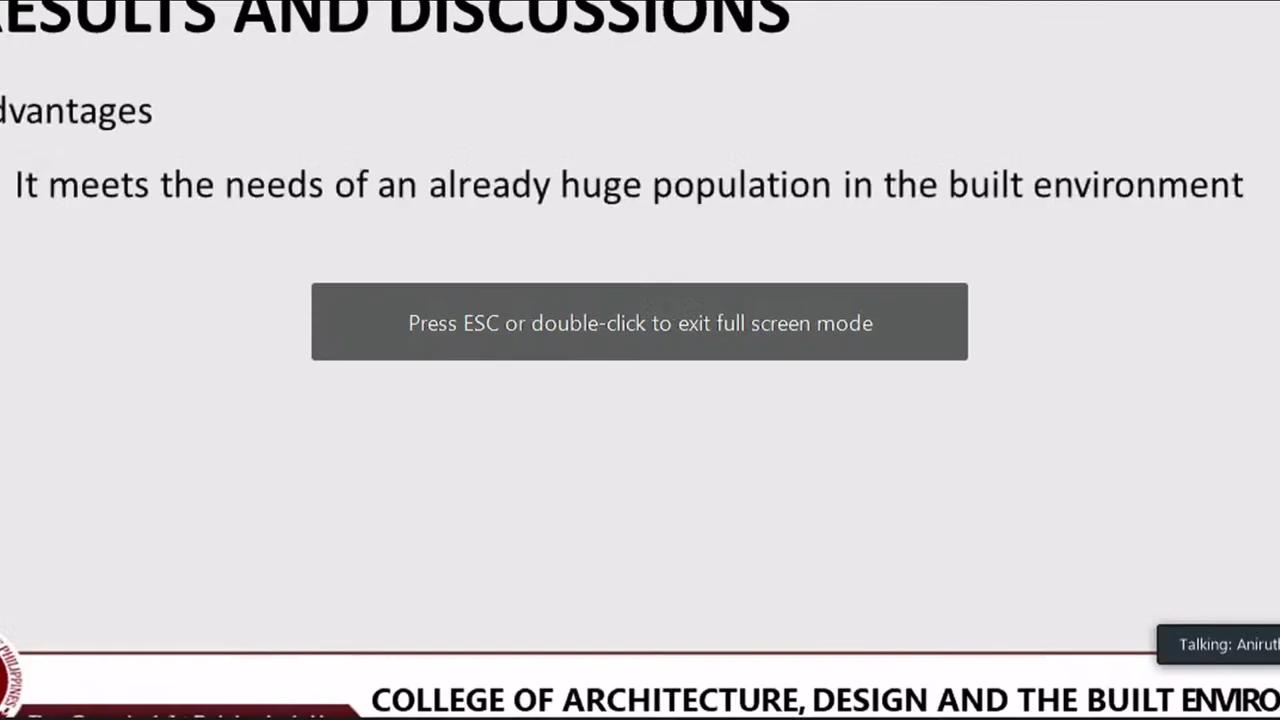 RESULTS AND DISCUSSIONS
dvantages
It meets the needs of an already huge population in the built environment
Press ESC or double-click to exit full screen mode
Talking: Anirut
COLLEGE OF ARCHITECTURE, DESIGN AND THE BUILT ENVIRO